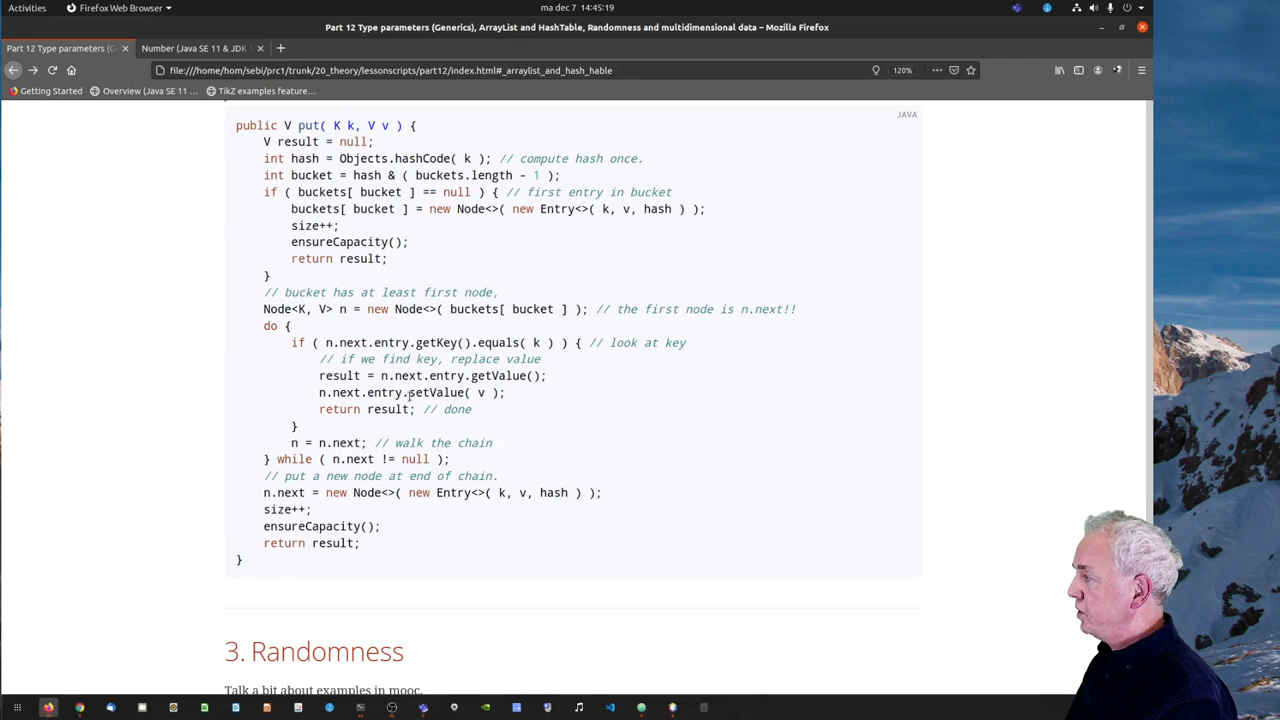 Activities
Firefox Web Browser
ma dec 7  14:45:19
Part 12 Type parameters (Generics), ArrayList and HashTable, Randomness and multidimensional data – Mozilla Firefox
Part 12 Type parameters (G
Number (Java SE 11 & JDK
file:///home/hom/sebi/prc1/trunk/20_theory/lessonscripts/part12/index.html#_arraylist_and_hash_hable
120%
Getting Started
Overview (Java SE 11 …
TikZ examples feature…
JAVA
public V put( K k, V v ) {
V result = null;
int hash = Objects.hashCode( k ); // compute hash once.
int bucket = hash & ( buckets.length - 1 );
if ( buckets[ bucket ] == null ) { // first entry in bucket
buckets[ bucket ] = new Node<>( new Entry<>( k, v, hash ) );
size++;
ensureCapacity();
return result;
}
// bucket has at least first node,
Node<K, V> n = new Node<>( buckets[ bucket ] ); // the first node is n.next!!
do {
if ( n.next.entry.getKey().equals( k ) ) { // look at key
// if we find key, replace value
result = n.next.entry.getValue();
n.next.entry.setValue( v );
return result; // done
}
n = n.next; // walk the chain
} while ( n.next != null );
// put a new node at end of chain.
n.next = new Node<>( new Entry<>( k, v, hash ) );
size++;
ensureCapacity();
return result;
}
3. Randomness
Talk a bit about examples in mooc.